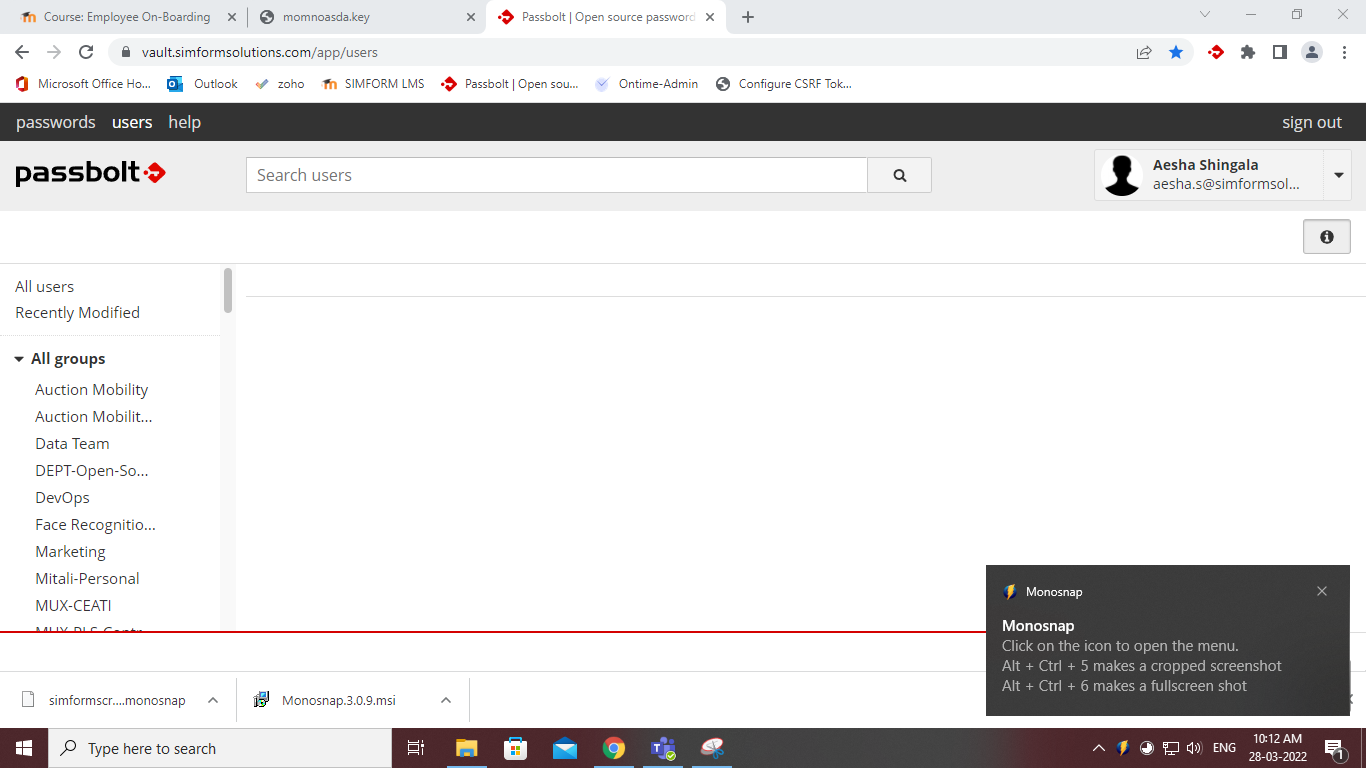 Course: Employee On-Boarding
momnoasda.key
Passbolt | Open source password
vault.simformsolutions.com/app/users
Microsoft Office Ho...
Outlook
zoho
SIMFORM LMS
Passbolt | Open sou...
Ontime-Admin
Configure CSRF Tok...
passwords users help
sign out
passbolt
Search users
Aesha Shingala
aesha.s@simformsol...
All users
Recently Modified
All groups
Auction Mobility
Auction Mobilit...
Data Team
DEPT-Open-So...
DevOps
Face Recognitio...
Marketing
Mitali-Personal
MUX-CEATI
Monosnap
Monosnap
Click on the icon to open the menu.
Alt + Ctrl + 5 makes a cropped screenshot
Alt + Ctrl + 6 makes a fullscreen shot
simformscr....monosnap
Monosnap.3.0.9.msi
Type here to search
ENG
10:12 AM
28-03-2022
1